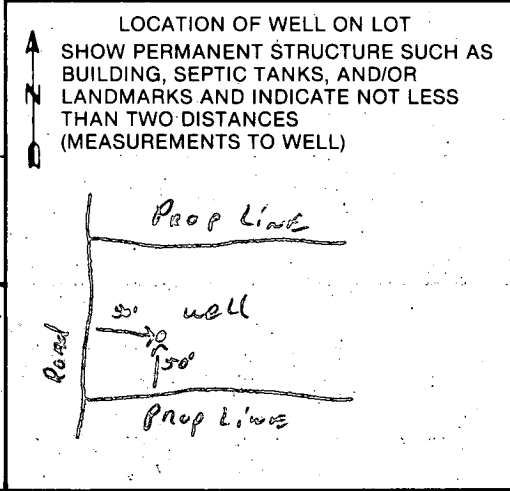 LOCATION OF WELL ON LOT
SHOW PERMANENT STRUCTURE SUCH AS
BUILDING, SEPTIC TANKS, AND/OR
N LANDMARKS AND INDICATE NOT LESS
THAN TWO DISTANCES
(MEASUREMENTS TO WELL)
Prop Line
50' well
Road
50'
Prop Line